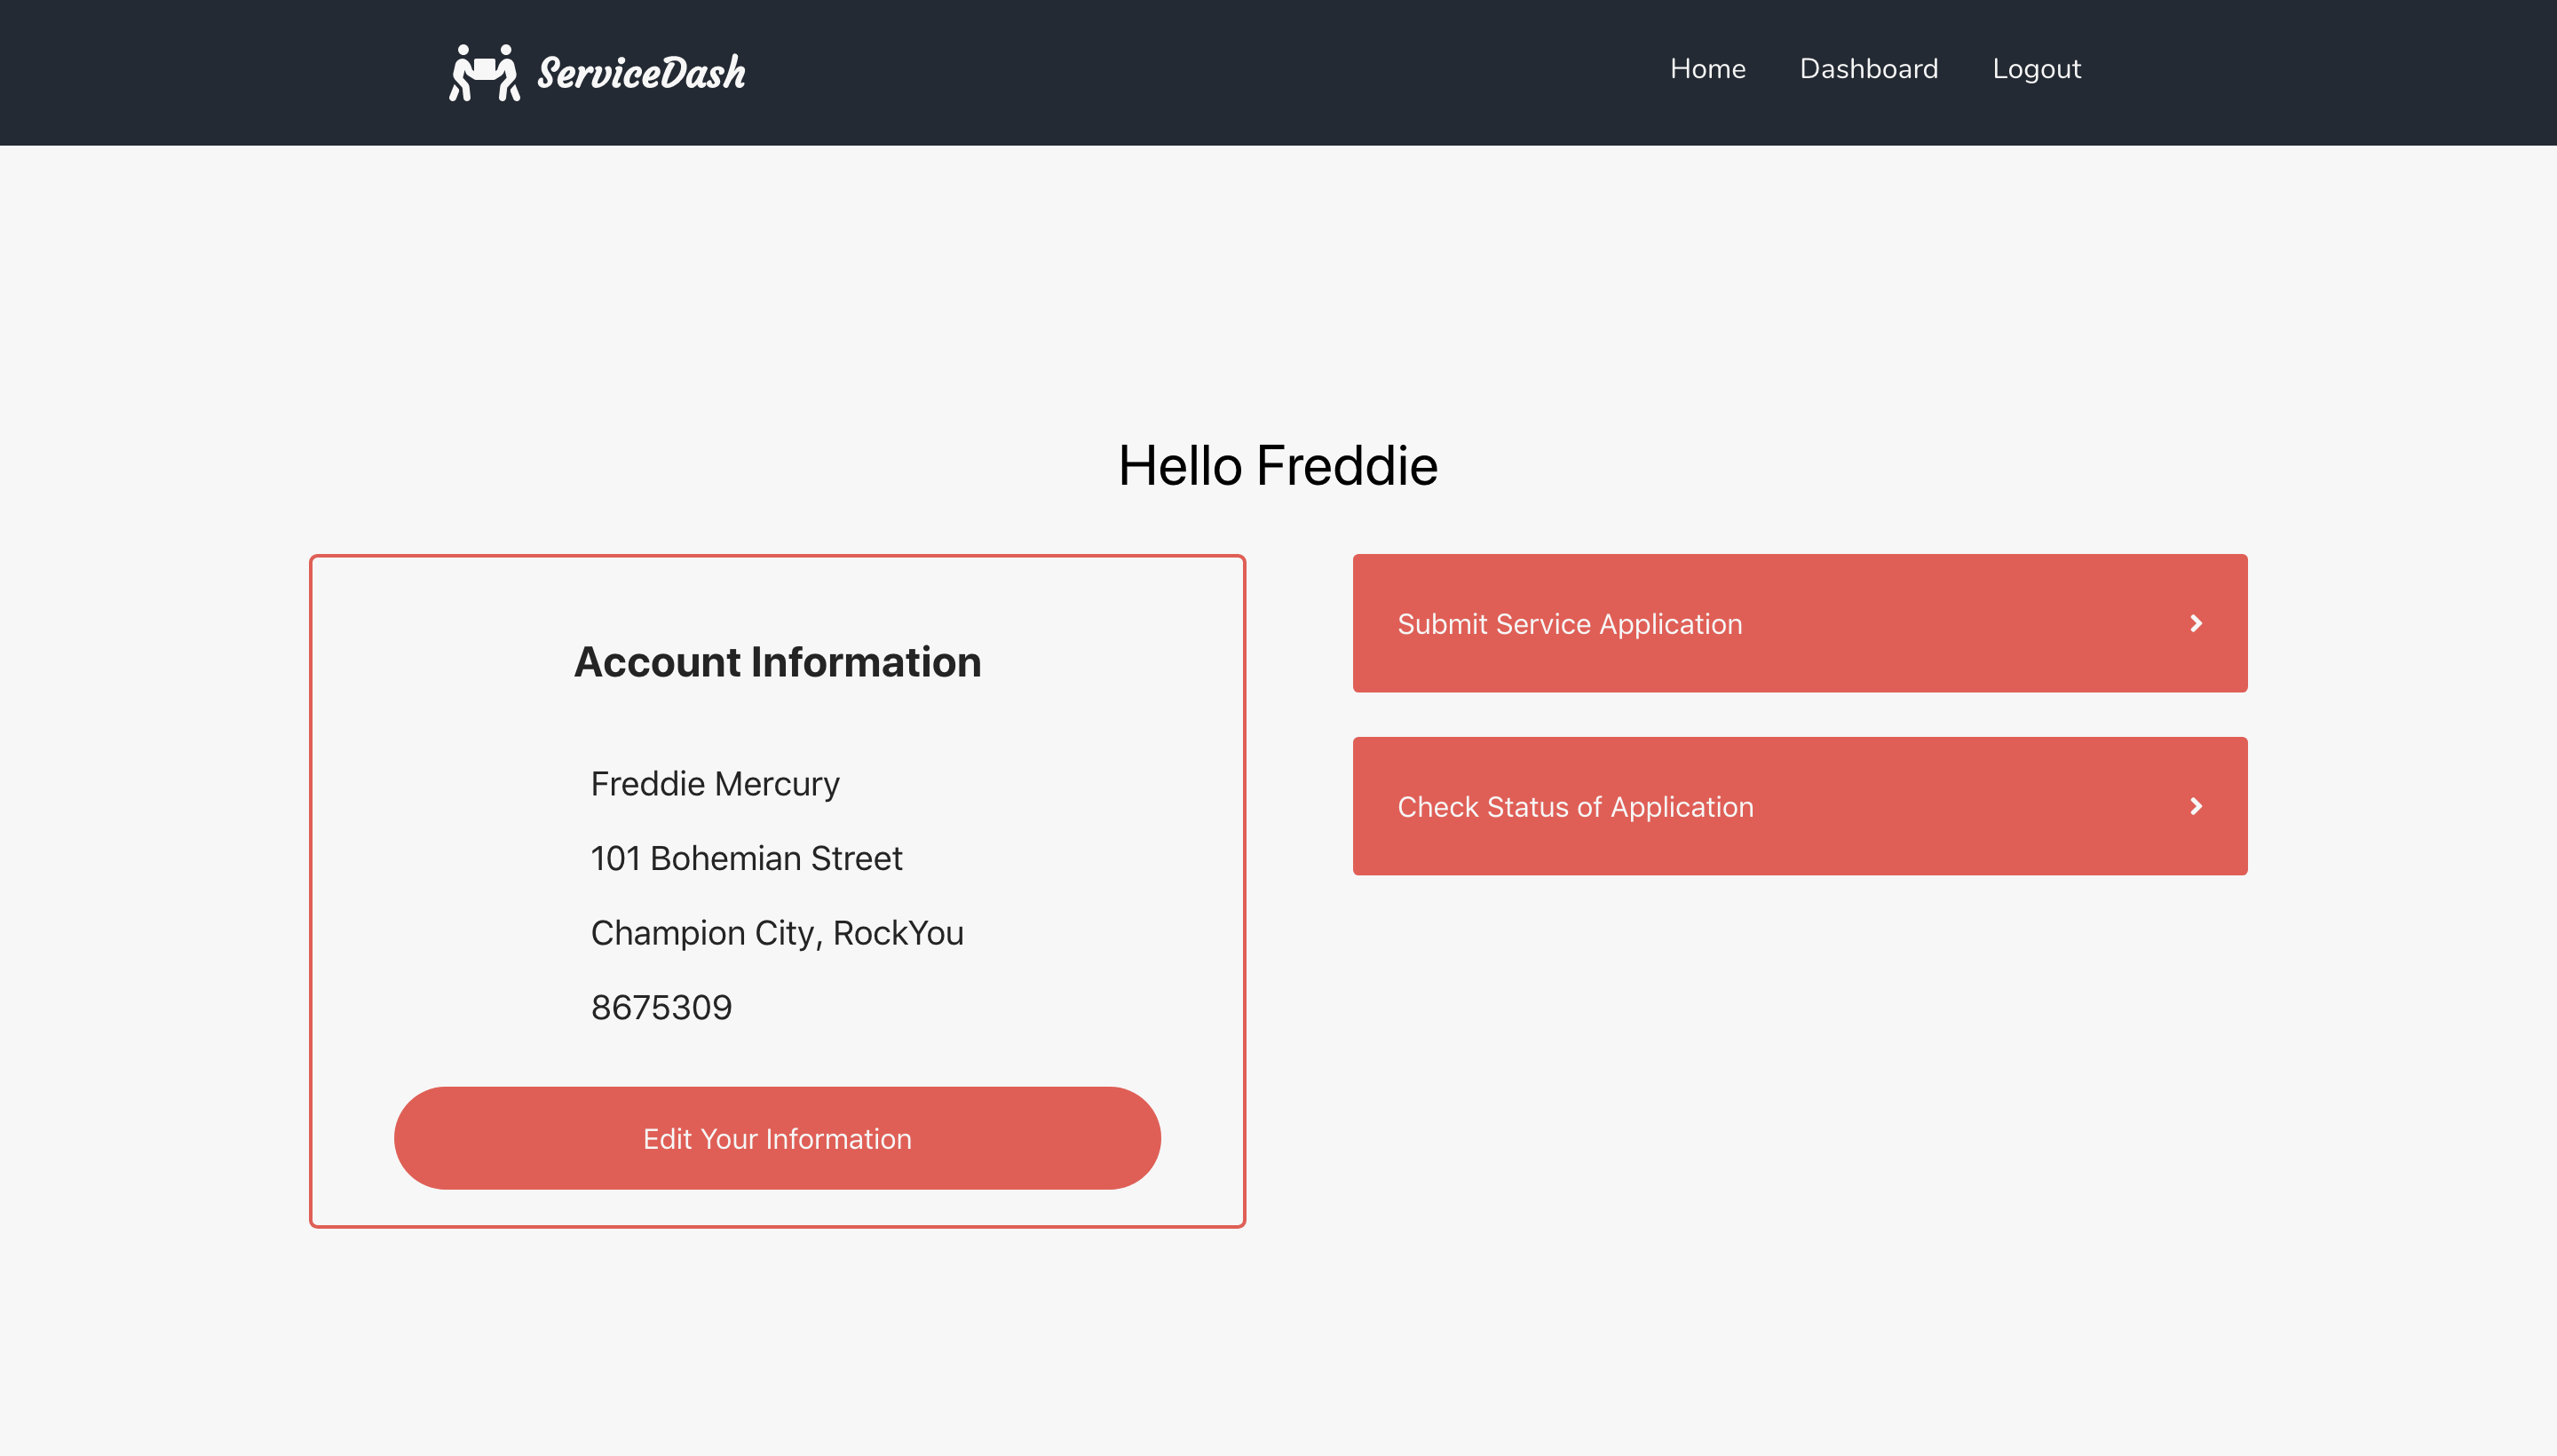 ServiceDash
Home Dashboard Logout
Hello Freddie
Account Information
Freddie Mercury
101 Bohemian Street
Champion City, RockYou
8675309
Edit Your Information
Submit Service Application
Check Status of Application